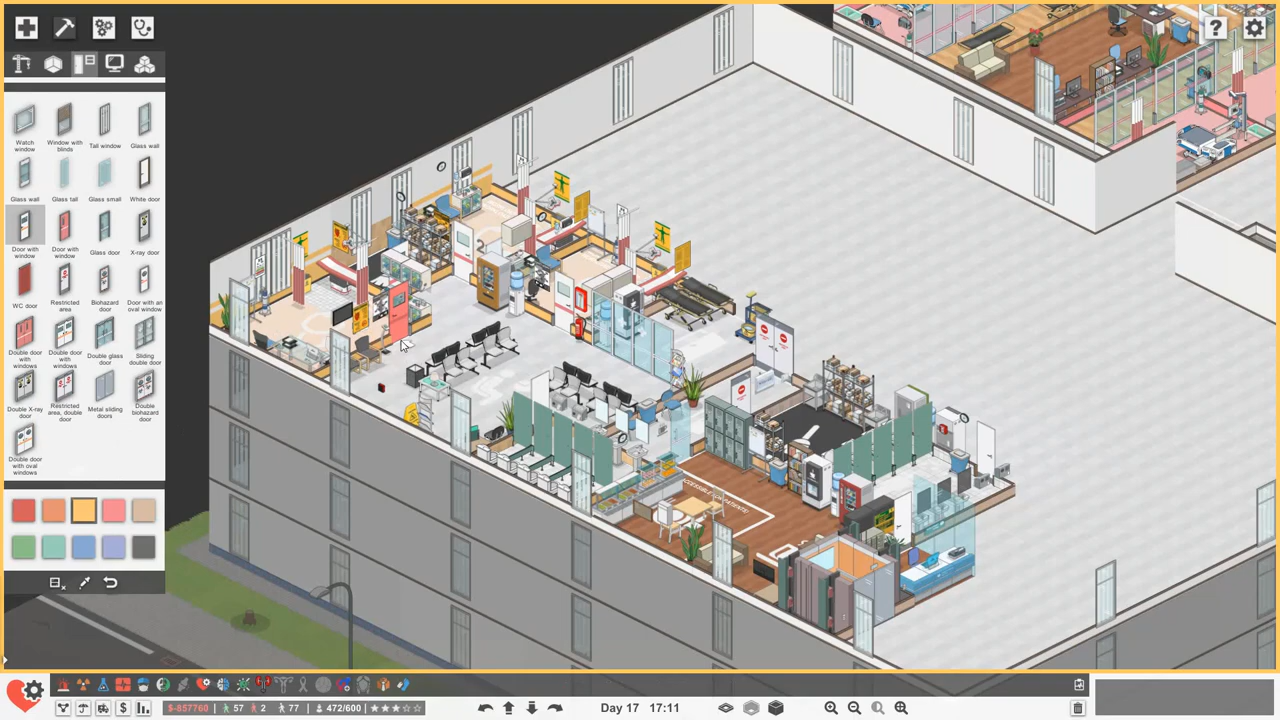 ?
Watch window
Window with blinds
Tall window
Glass wall
Glass wall
Glass tall
Glass small
White door
Door with window
Door with window
Glass door
X-ray door
WC door
Restricted area
Biohazard door
Door with an oval window
Double door with windows
Double door with windows
Double glass door
Sliding double door
Double X-ray door
Restricted area, double door
Metal sliding doors
Double biohazard door
Double door with oval windows
2
ACCESSIBLE FOR PATIENTS
$-857760 57 2 77 472/600
Day 17 17:11